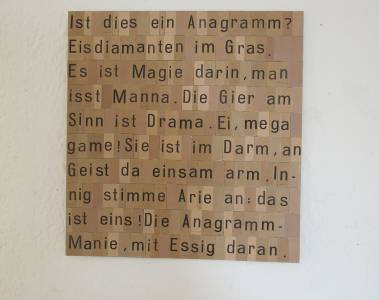 Ist dies ein Anagramm?
Eisdiamanten im Gras.
Es ist Magie darin, man
isst Manna. Die Gier am
Sinn ist Drama. Ei, mega
game! Sie ist im Darm, an
Geist da einsam arm. In-
nig stimme Arie an: das
ist eins! Die Anagramm-
Manie, mit Essig daran.